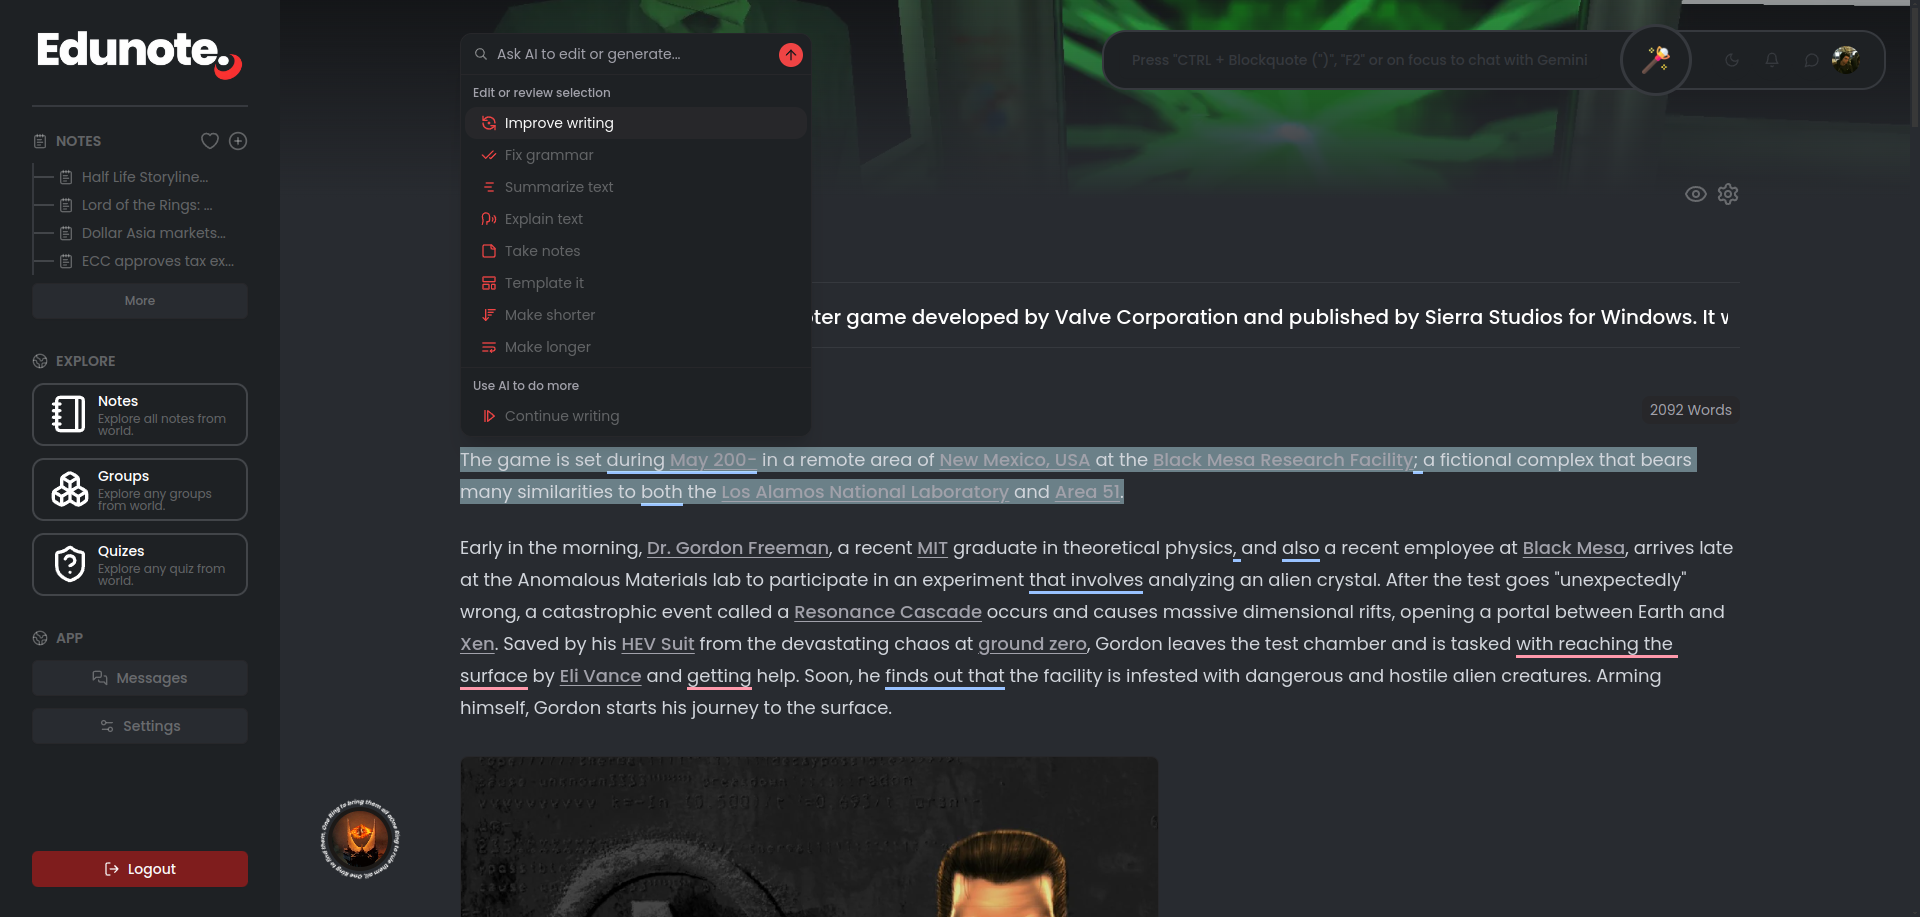 Edunote.
NOTES
Half Life Storyline...
Lord of the Rings: ...
Dollar Asia markets...
ECC approves tax ex...
More
EXPLORE
Notes
Explore all notes from
world.
Groups
Explore any groups
from world.
Quizes
Explore any quiz from
world.
APP
Messages
Settings
Logout
Ask AI to edit or generate...
Edit or review selection
Improve writing
Fix grammar
Summarize text
Explain text
Take notes
Template it
Make shorter
Make longer
Use AI to do more
Continue writing
Press "CTRL + Blockquote (")", "F2" or on focus to chat with Gemini
game developed by Valve Corporation and published by Sierra Studios for Windows. It
2092 Words
The game is set during May 200- in a remote area of New Mexico, USA at the Black Mesa Research Facility; a fictional complex that bears
many similarities to both the Los Alamos National Laboratory and Area 51.
Early in the morning, Dr. Gordon Freeman, a recent MIT graduate in theoretical physics, and also a recent employee at Black Mesa, arrives late
at the Anomalous Materials lab to participate in an experiment that involves analyzing an alien crystal. After the test goes "unexpectedly"
wrong, a catastrophic event called a Resonance Cascade occurs and causes massive dimensional rifts, opening a portal between Earth and
Xen. Saved by his HEV Suit from the devastating chaos at ground zero, Gordon leaves the test chamber and is tasked with reaching the
surface by Eli Vance and getting help. Soon, he finds out that the facility is infested with dangerous and hostile alien creatures. Arming
himself, Gordon starts his journey to the surface.